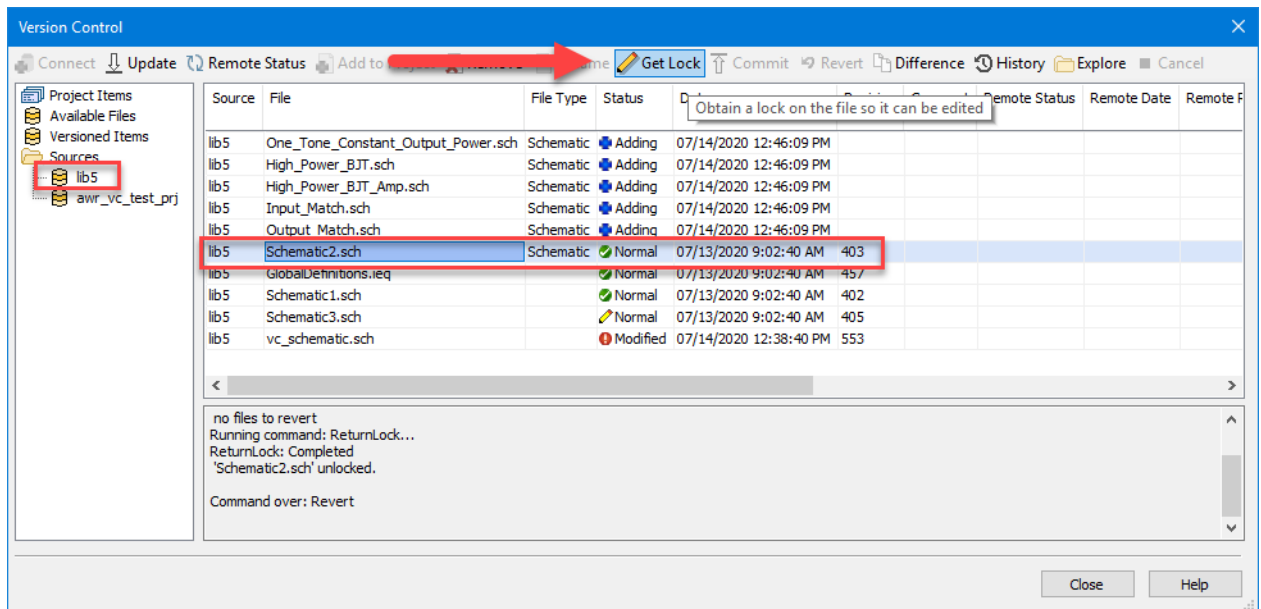 Version Control
Connect Update Remote Status Add to Get Lock Commit Revert Difference History Explore Cancel
Project Items
Available Files
Versioned Items
Sources
lib5
awr_vc_test_prj
Source File File Type Status Remote Status Remote Date
Obtain a lock on the file so it can be edited
lib5 One_Tone_Constant_Output_Power.sch Schematic Adding 07/14/2020 12:46:09 PM
lib5 High_Power_BJT.sch Schematic Adding 07/14/2020 12:46:09 PM
lib5 High_Power_BJT_Amp.sch Schematic Adding 07/14/2020 12:46:09 PM
lib5 Input_Match.sch Schematic Adding 07/14/2020 12:46:09 PM
lib5 Output_Match.sch Schematic Adding 07/14/2020 12:46:09 PM
lib5 Schematic2.sch Schematic Normal 07/13/2020 9:02:40 AM 403
lib5 GlobalDefinitions.ieq Normal 07/13/2020 9:02:40 AM 457
lib5 Schematic1.sch Normal 07/13/2020 9:02:40 AM 402
lib5 Schematic3.sch Normal 07/13/2020 9:02:40 AM 405
lib5 vc_schematic.sch Modified 07/14/2020 12:38:40 PM 553
no files to revert
Running command: ReturnLock...
ReturnLock: Completed
'Schematic2.sch' unlocked.
Command over: Revert
Close Help